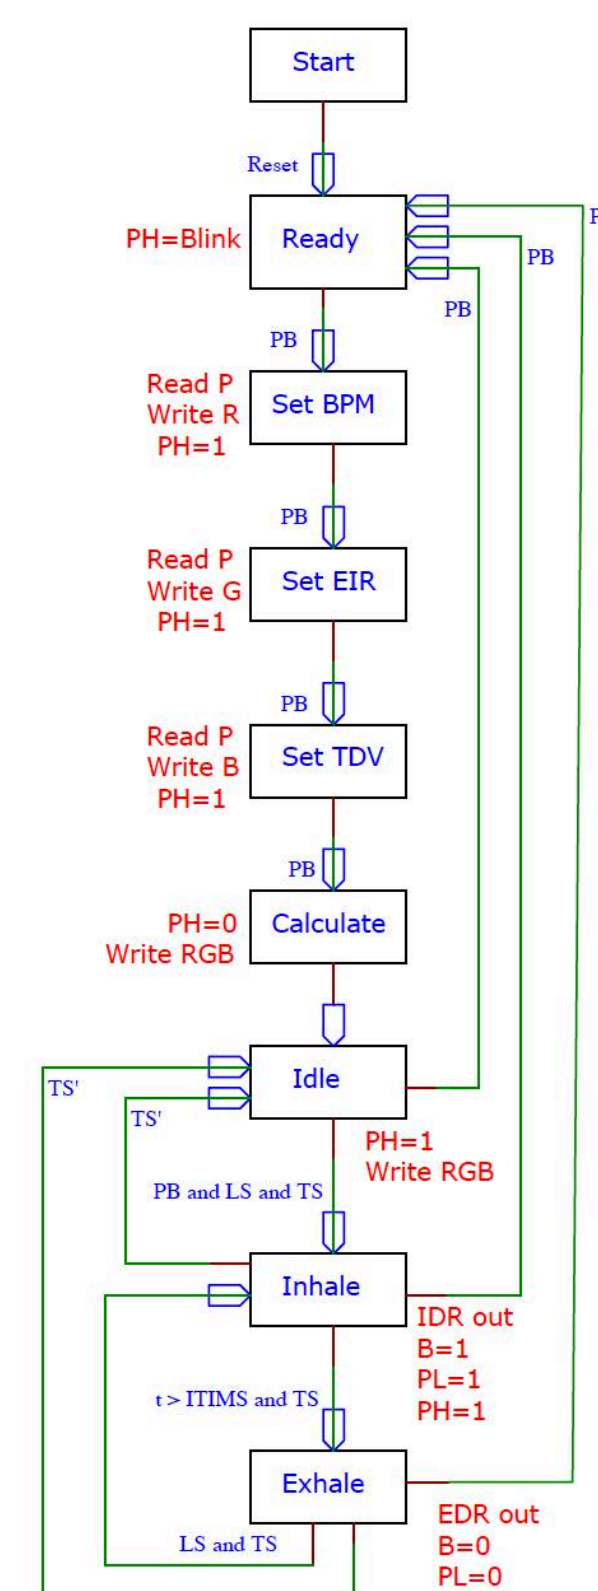 Start
Reset
PH=Blink
Ready
PB
PB
PB
Read P
Write R
PH=1
Set BPM
PB
Read P
Write G
PH=1
Set EIR
PB
Read P
Write B
PH=1
Set TDV
PB
PH=0
Write RGB
Calculate
TS'
TS'
Idle
PH=1
Write RGB
PB and LS and TS
Inhale
IDR out
B=1
PL=1
PH=1
t > ITIMS and TS
Exhale
EDR out
B=0
PL=0
LS and TS